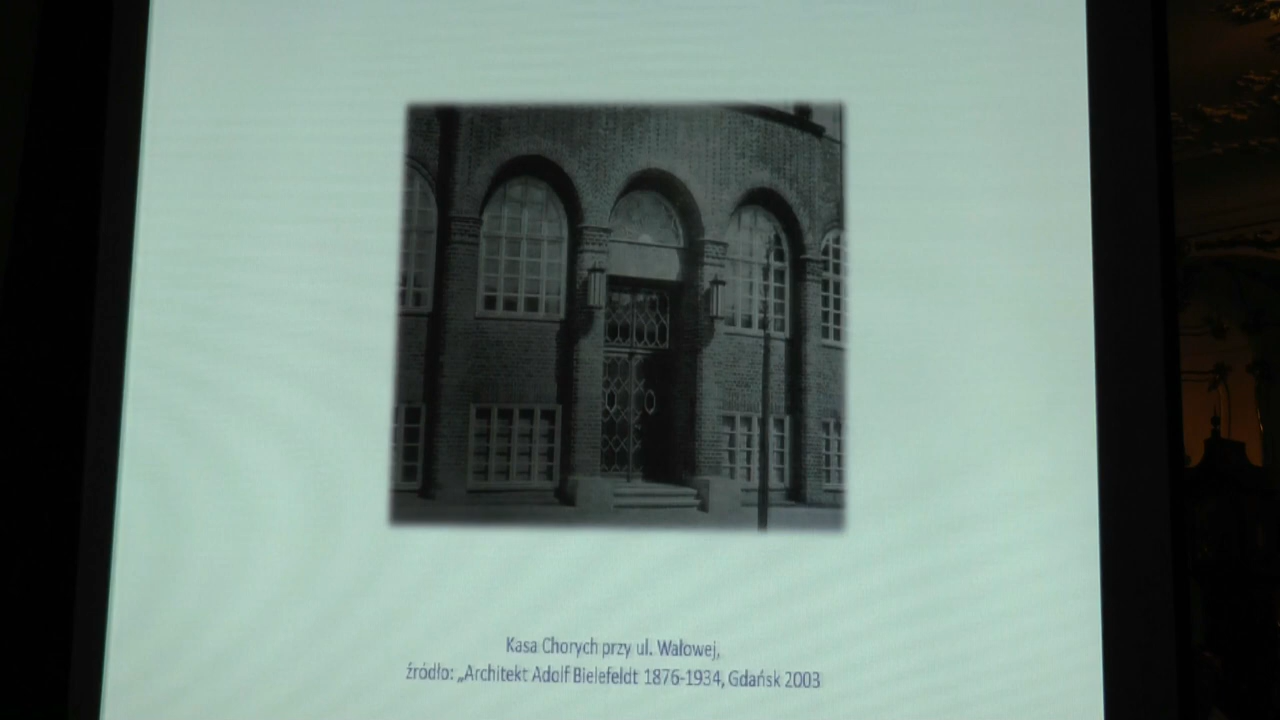 Kasa Chorych przy ul. Wałowej,
źródło: „Architekt Adolf Bielefeldt 1876-1934, Gdańsk 2003